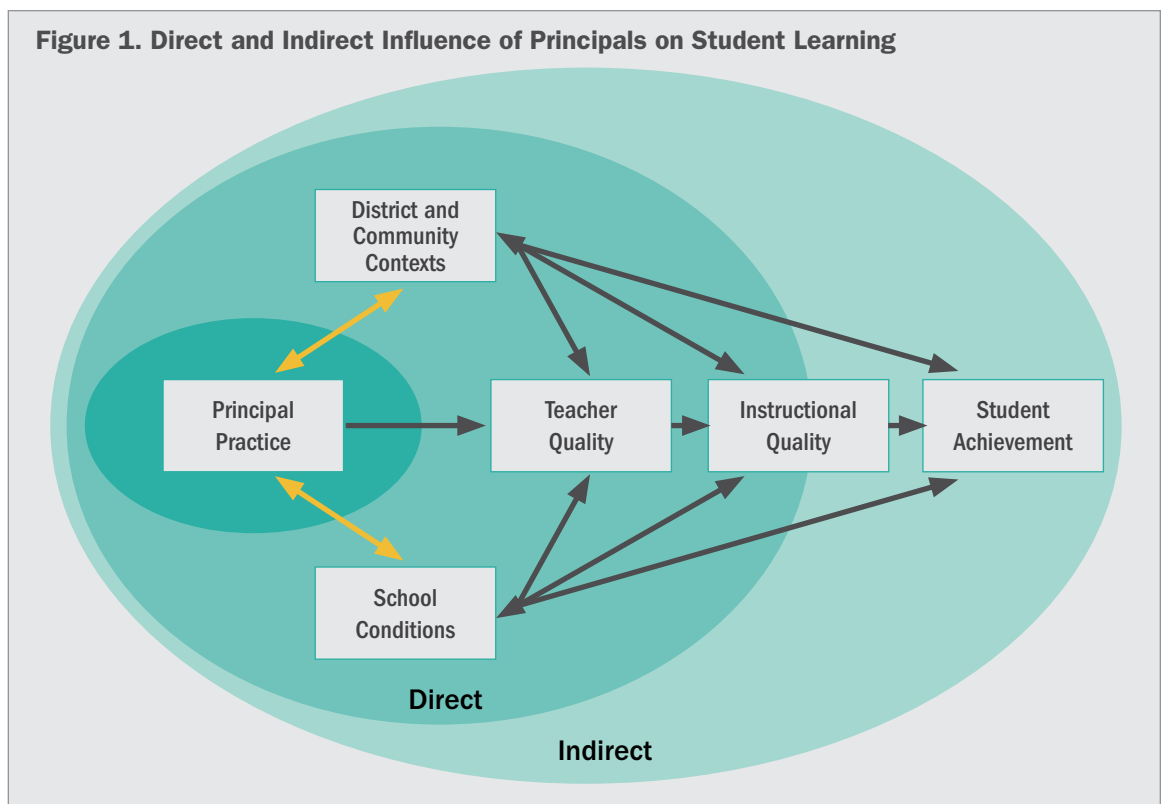 Figure 1. Direct and Indirect Influence of Principals on Student Learning
District and
Community
Contexts
Principal
Practice
Teacher
Quality
Instructional
Quality
Student
Achievement
School
Conditions
Direct
Indirect